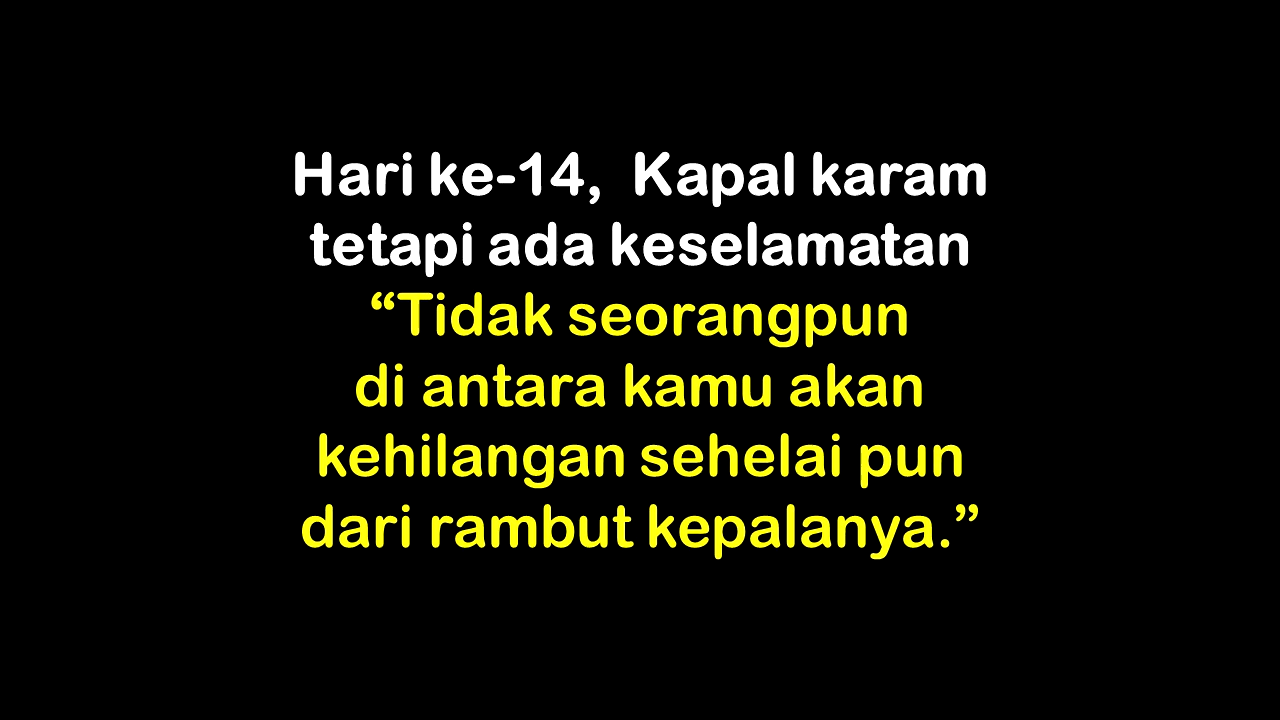 Hari ke-14,  Kapal karam
tetapi ada keselamatan
“Tidak seorangpun
di antara kamu akan
kehilangan sehelai pun
dari rambut kepalanya.”